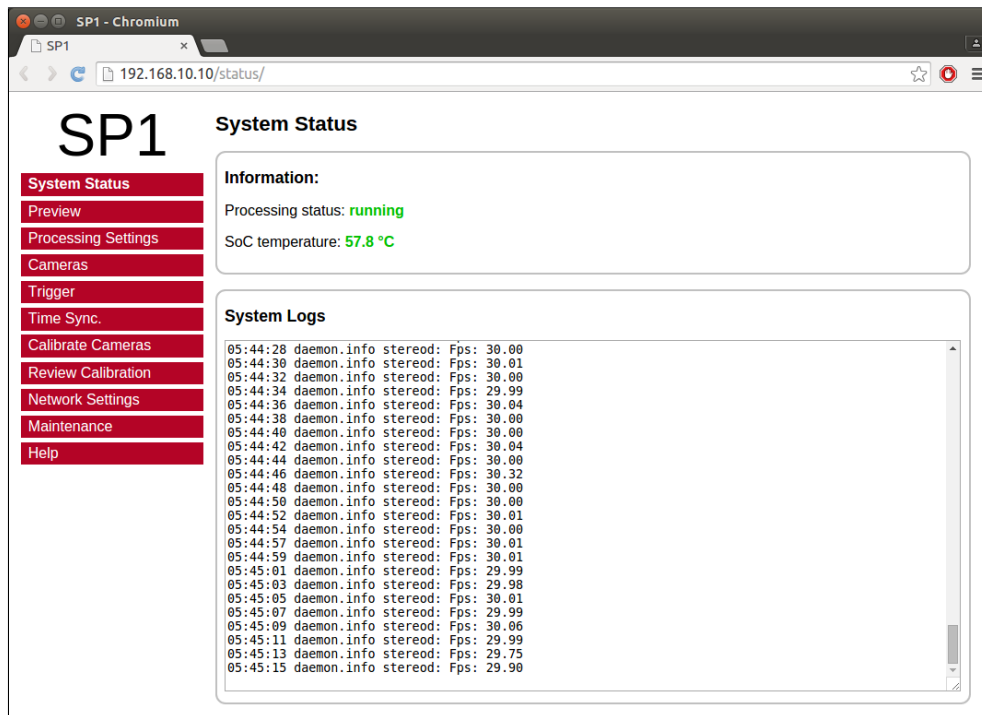 SP1 - Chromium
SP1
192.168.10.10/status/
SP1
System Status
Preview
Processing Settings
Cameras
Trigger
Time Sync.
Calibrate Cameras
Review Calibration
Network Settings
Maintenance
Help
System Status
Information:
Processing status: running
SoC temperature: 57.8 °C
System Logs
05:44:28 daemon.info stereod: Fps: 30.00
05:44:30 daemon.info stereod: Fps: 30.01
05:44:32 daemon.info stereod: Fps: 30.00
05:44:34 daemon.info stereod: Fps: 29.99
05:44:36 daemon.info stereod: Fps: 30.04
05:44:38 daemon.info stereod: Fps: 30.00
05:44:40 daemon.info stereod: Fps: 30.00
05:44:42 daemon.info stereod: Fps: 30.04
05:44:44 daemon.info stereod: Fps: 30.00
05:44:46 daemon.info stereod: Fps: 30.32
05:44:48 daemon.info stereod: Fps: 30.00
05:44:50 daemon.info stereod: Fps: 30.00
05:44:52 daemon.info stereod: Fps: 30.01
05:44:54 daemon.info stereod: Fps: 30.00
05:44:57 daemon.info stereod: Fps: 30.01
05:44:59 daemon.info stereod: Fps: 30.01
05:45:01 daemon.info stereod: Fps: 29.99
05:45:03 daemon.info stereod: Fps: 29.98
05:45:05 daemon.info stereod: Fps: 30.01
05:45:07 daemon.info stereod: Fps: 29.99
05:45:09 daemon.info stereod: Fps: 30.06
05:45:11 daemon.info stereod: Fps: 29.99
05:45:13 daemon.info stereod: Fps: 29.75
05:45:15 daemon.info stereod: Fps: 29.90